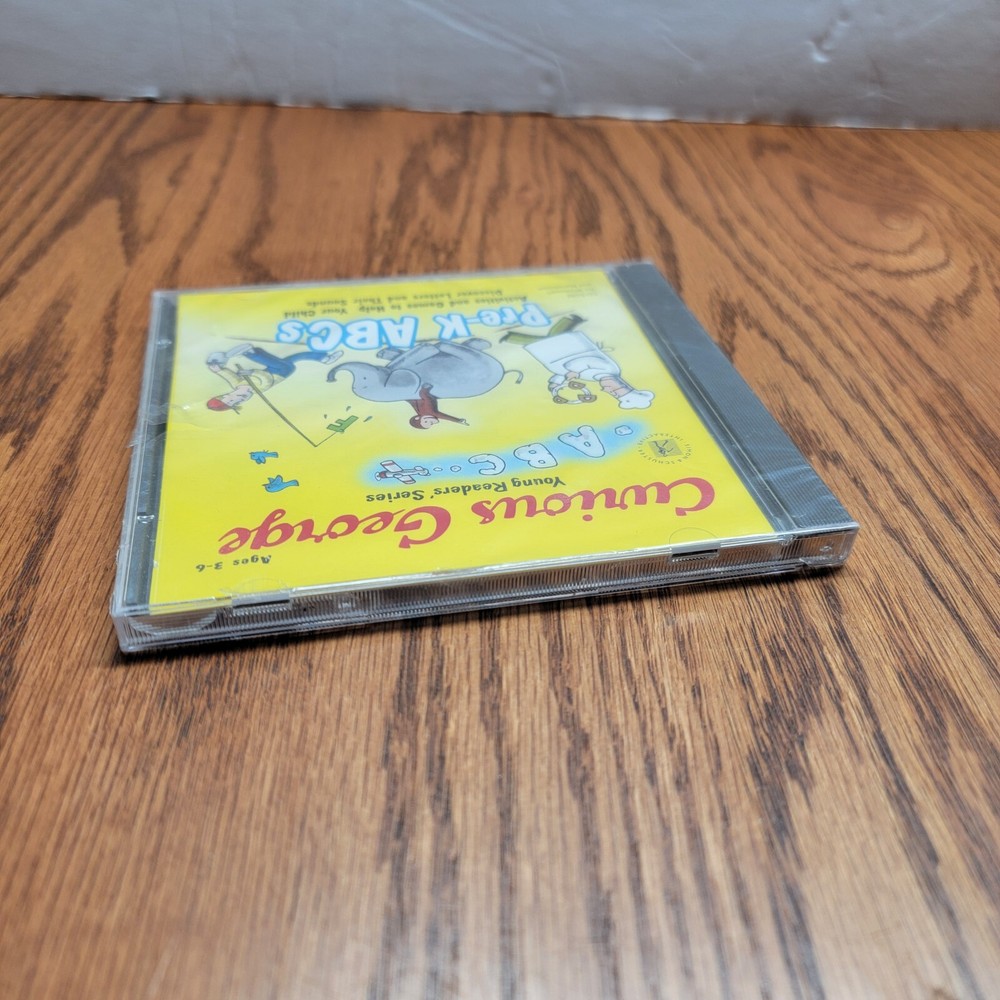 Ages 3-6
Curious George
Young Readers' Series
A B C
F
Pre-K ABCs
Activities and Games to Help Your Child
Discover Letters and Their Sounds